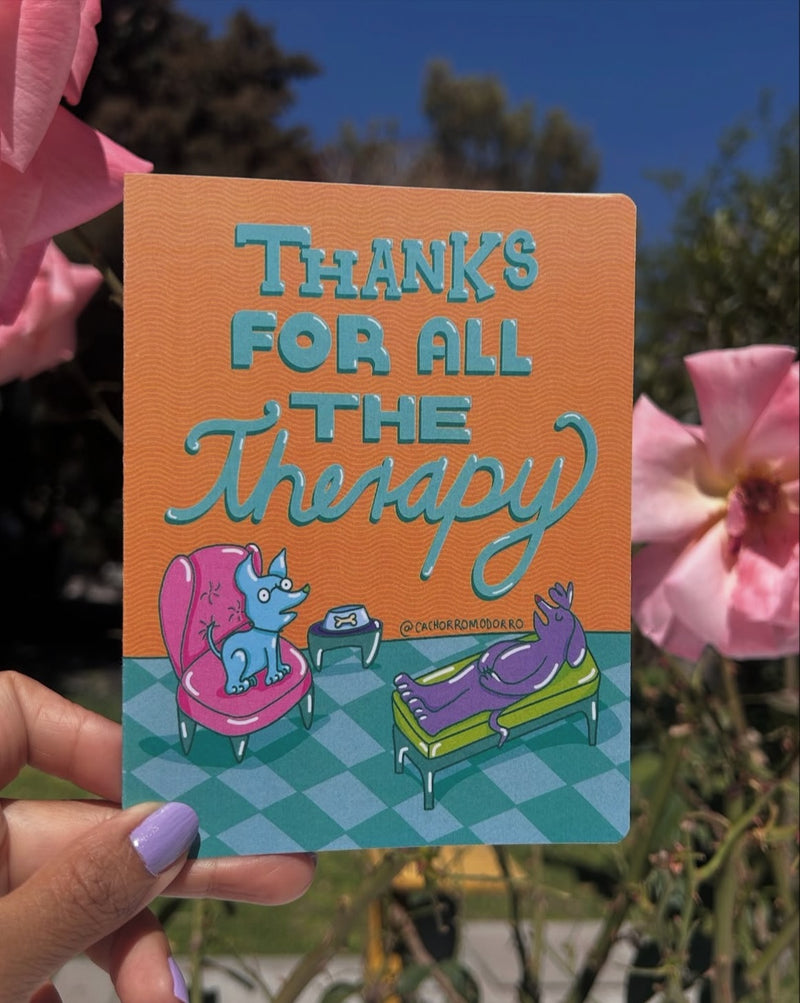 THANKS
FOR ALL
THE
Therapy
@CACHORROMODORRO